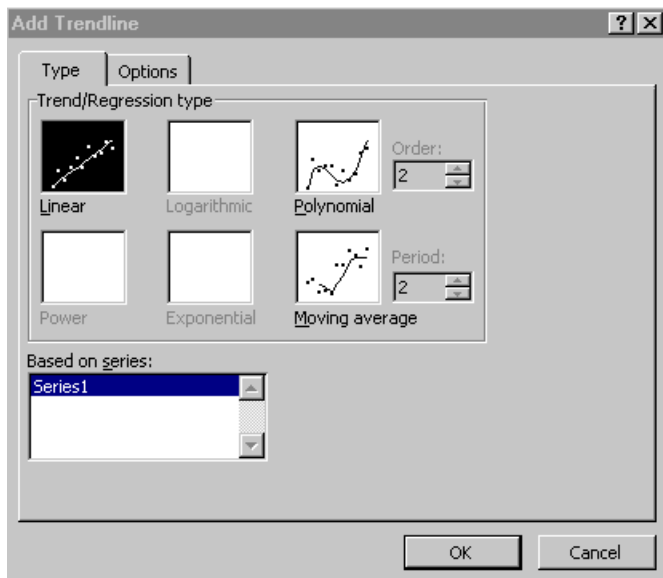 Add Trendline
Type Options
Trend/Regression type
Linear Logarithmic Polynomial
Order:
2
Power Exponential Moving average
Period:
2
Based on series:
Series1
OK Cancel